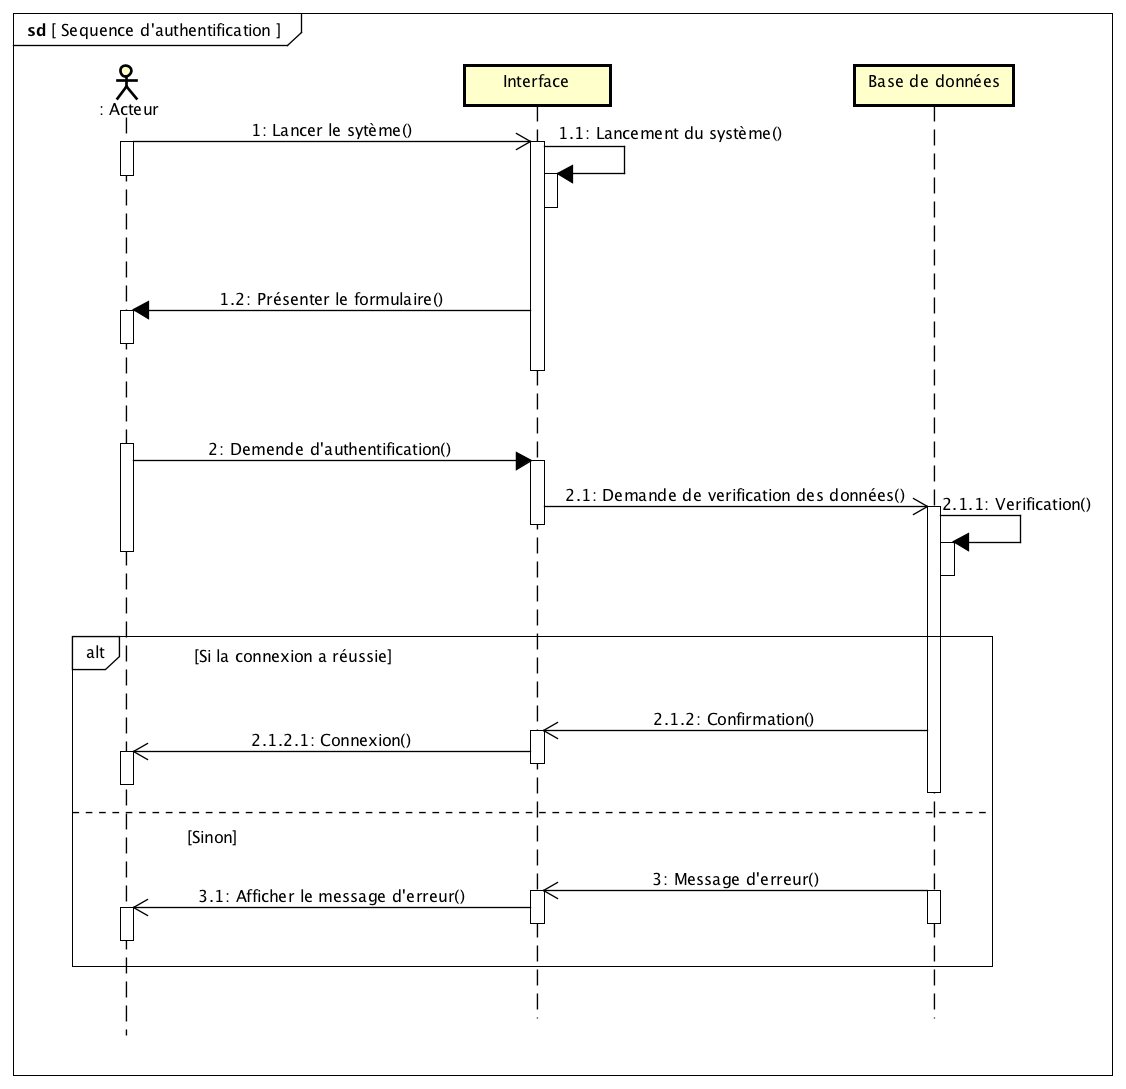 sd [ Sequence d'authentification ]
: Acteur
Interface
Base de données
1: Lancer le sytème()
1.1: Lancement du système()
1.2: Présenter le formulaire()
2: Demende d'authentification()
2.1: Demande de verification des données()
2.1.1: Verification()
alt
[Si la connexion a réussie]
2.1.2: Confirmation()
2.1.2.1: Connexion()
[Sinon]
3: Message d'erreur()
3.1: Afficher le message d'erreur()